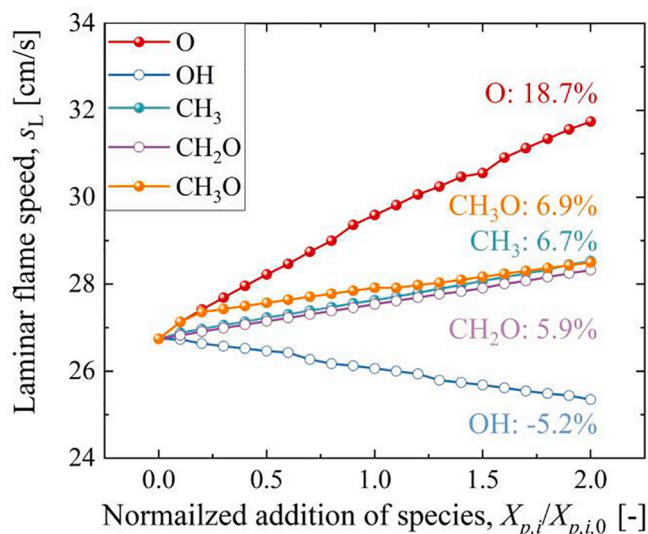 34
32
30
28
26
24
Laminar flame speed, sL [cm/s]
O
OH
CH3
CH2O
CH3O
O: 18.7%
CH3O: 6.9%
CH3: 6.7%
CH2O: 5.9%
OH: -5.2%
0.0 0.5 1.0 1.5 2.0
Normailzed addition of species, Xp,i/Xp,i,0 [-]